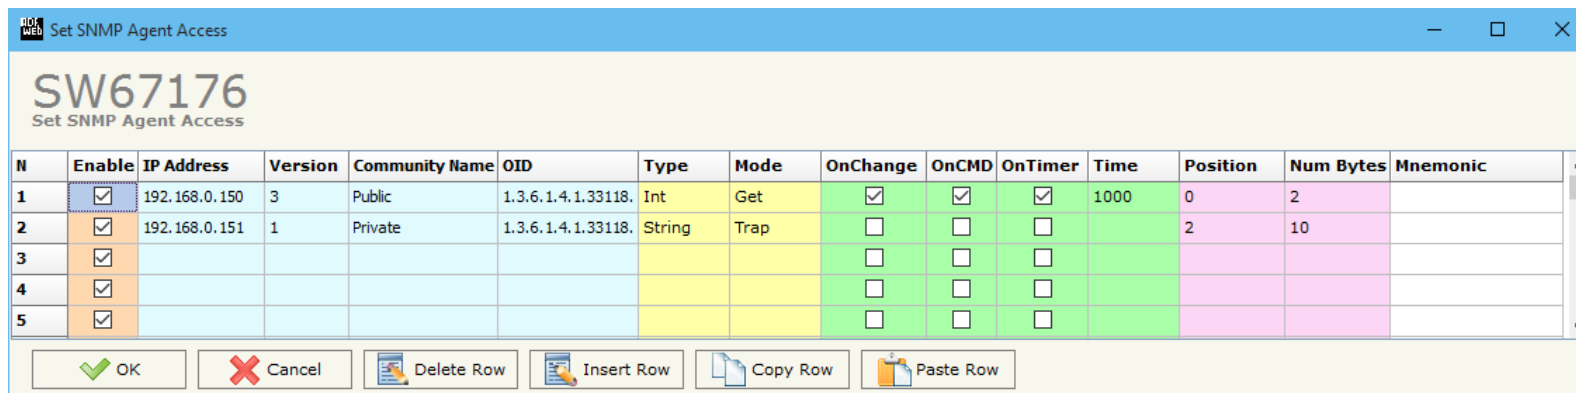 ADF WEB Set SNMP Agent Access
SW67176
Set SNMP Agent Access
N Enable IP Address Version Community Name OID Type Mode OnChange OnCMD OnTimer Time Position Num Bytes Mnemonic
1 192.168.0.150 3 Public 1.3.6.1.4.1.33118. Int Get 1000 0 2
2 192.168.0.151 1 Private 1.3.6.1.4.1.33118. String Trap 2 10
3
4
5
OK Cancel Delete Row Insert Row Copy Row Paste Row